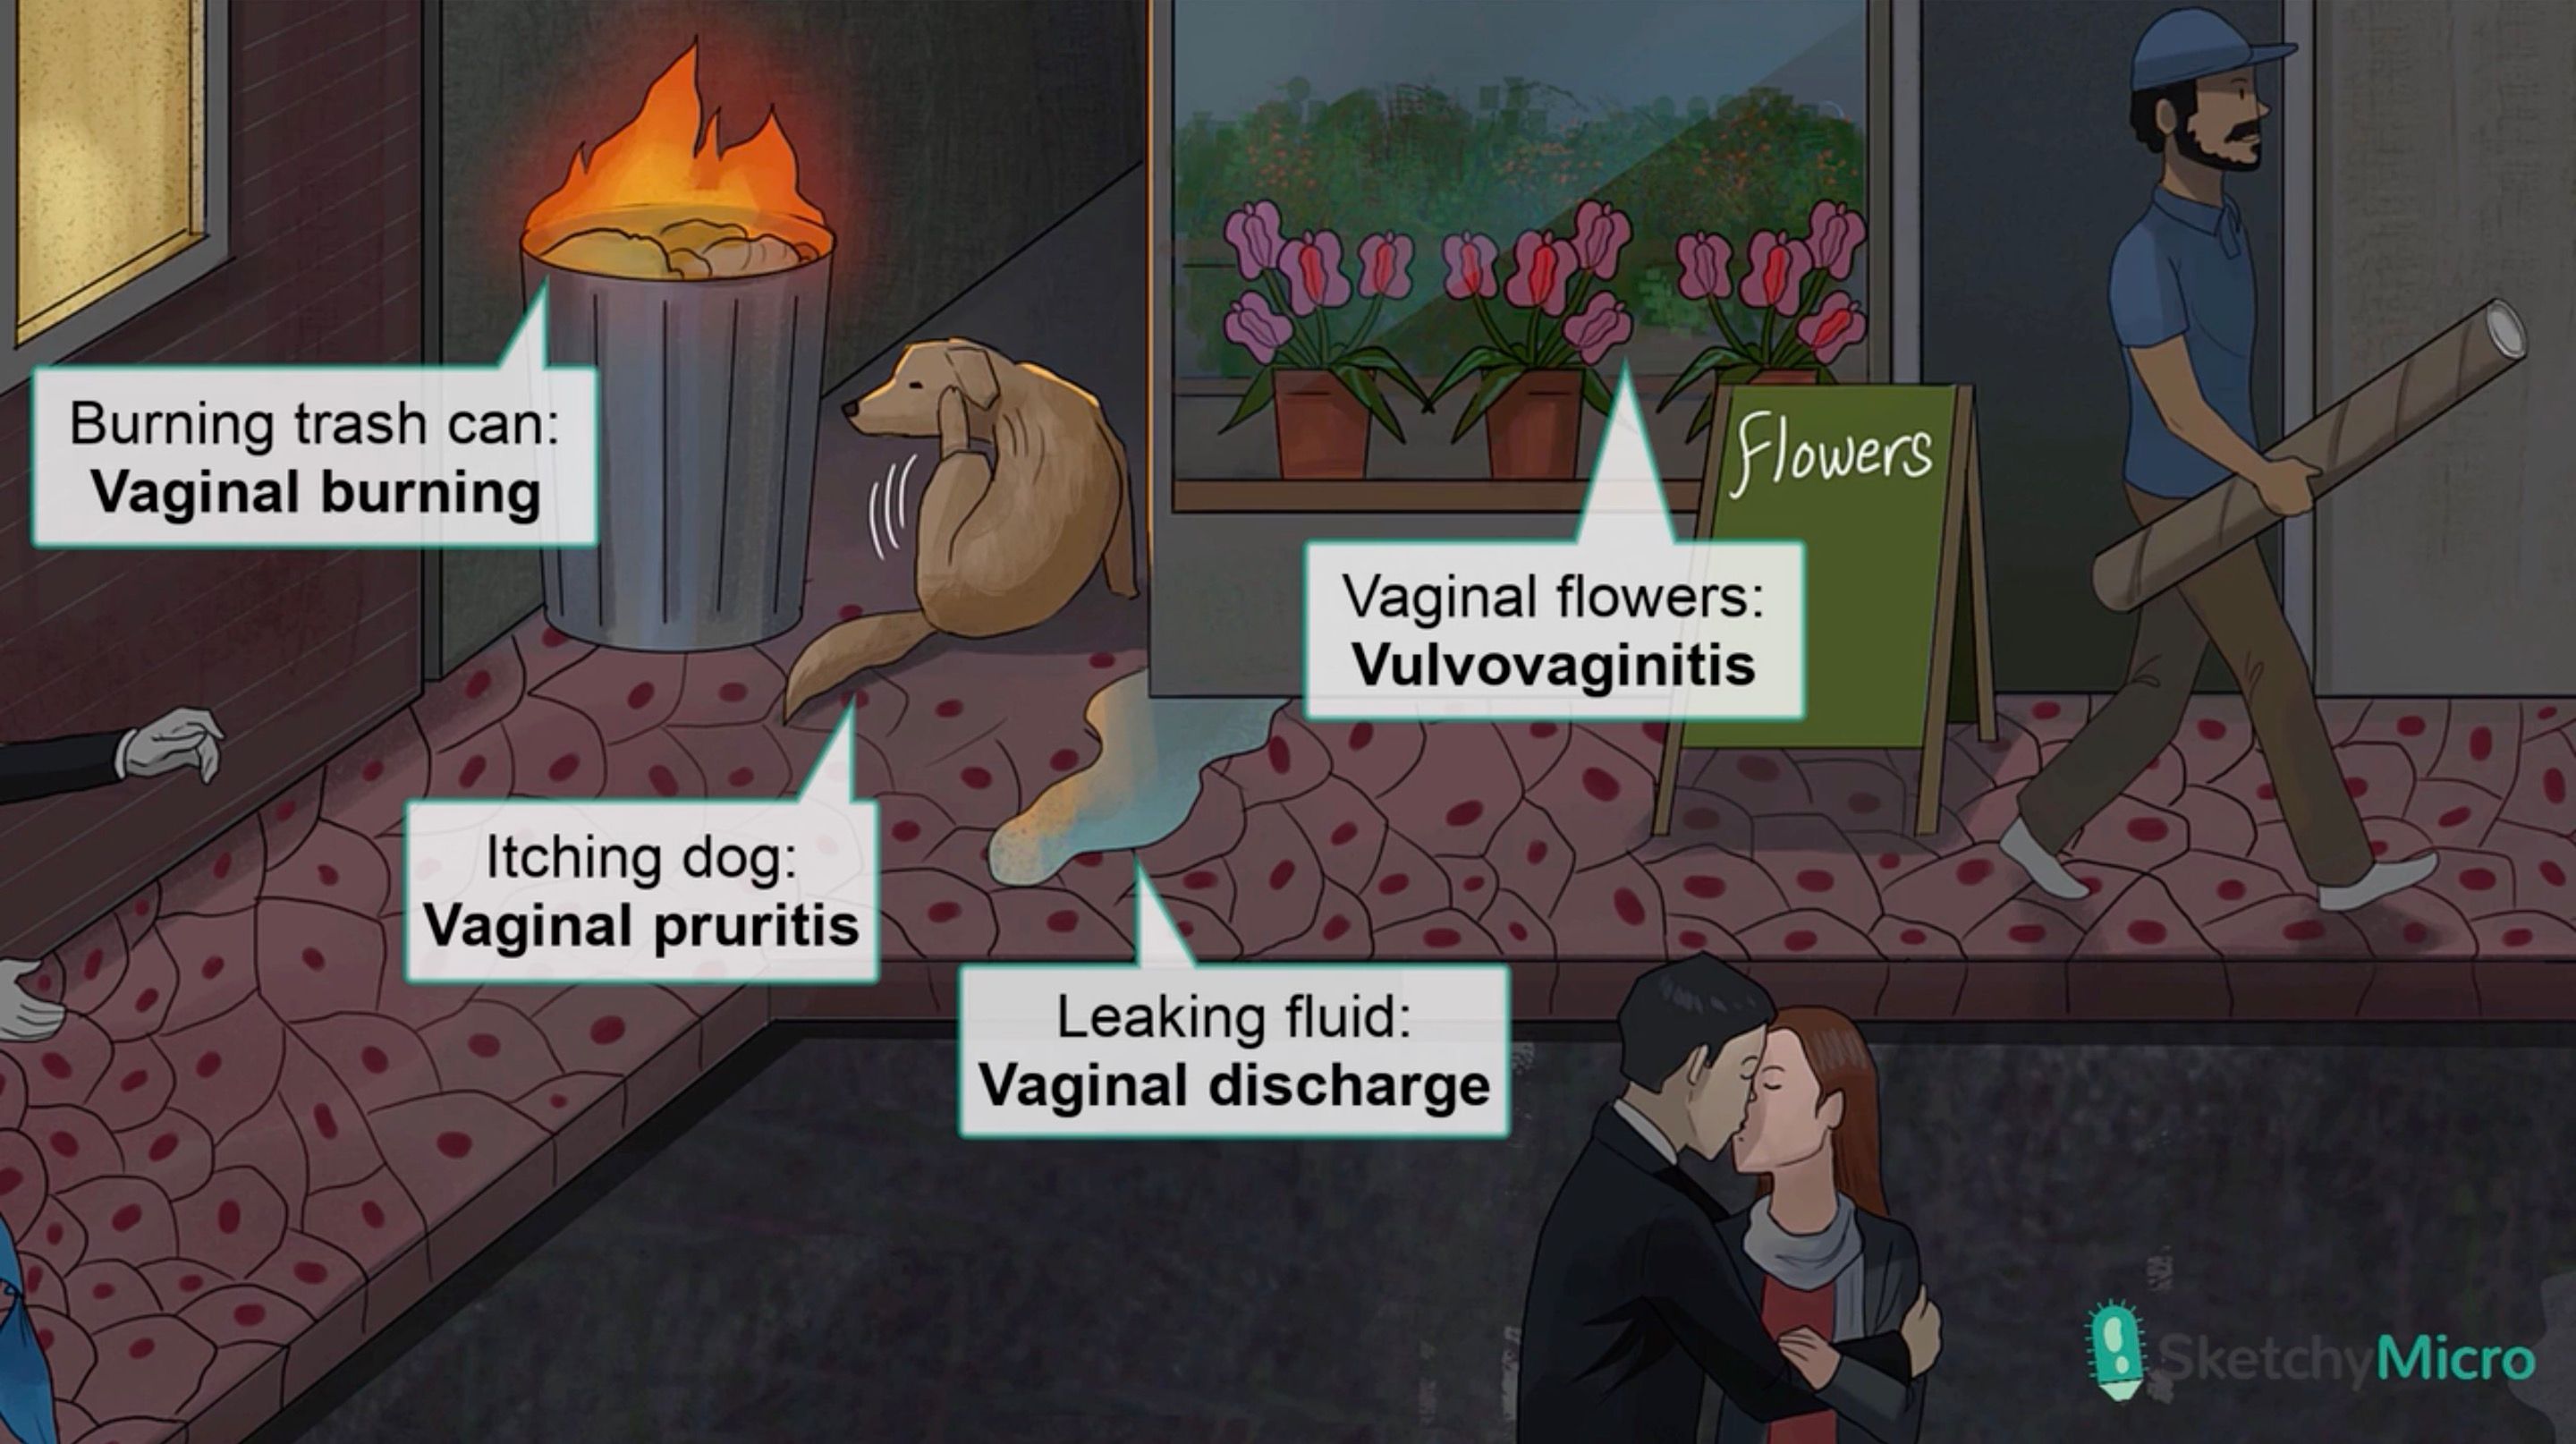 Burning trash can:
Vaginal burning
Flowers
Vaginal flowers:
Vulvovaginitis
Itching dog:
Vaginal pruritis
Leaking fluid:
Vaginal discharge
SketchyMicro